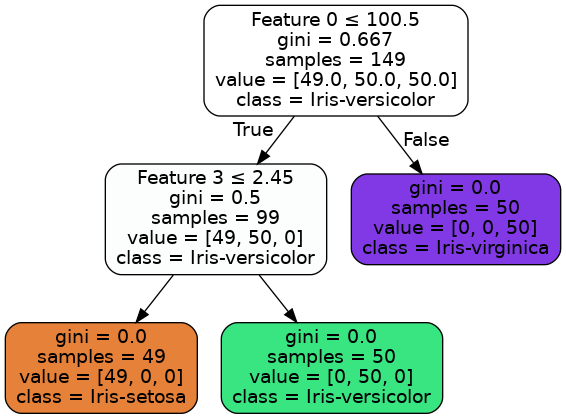 Feature 0 ≤ 100.5
gini = 0.667
samples = 149
value = [49.0, 50.0, 50.0]
class = Iris-versicolor
True
False
Feature 3 ≤ 2.45
gini = 0.5
samples = 99
value = [49, 50, 0]
class = Iris-versicolor
gini = 0.0
samples = 50
value = [0, 0, 50]
class = Iris-virginica
gini = 0.0
samples = 49
value = [49, 0, 0]
class = Iris-setosa
gini = 0.0
samples = 50
value = [0, 50, 0]
class = Iris-versicolor